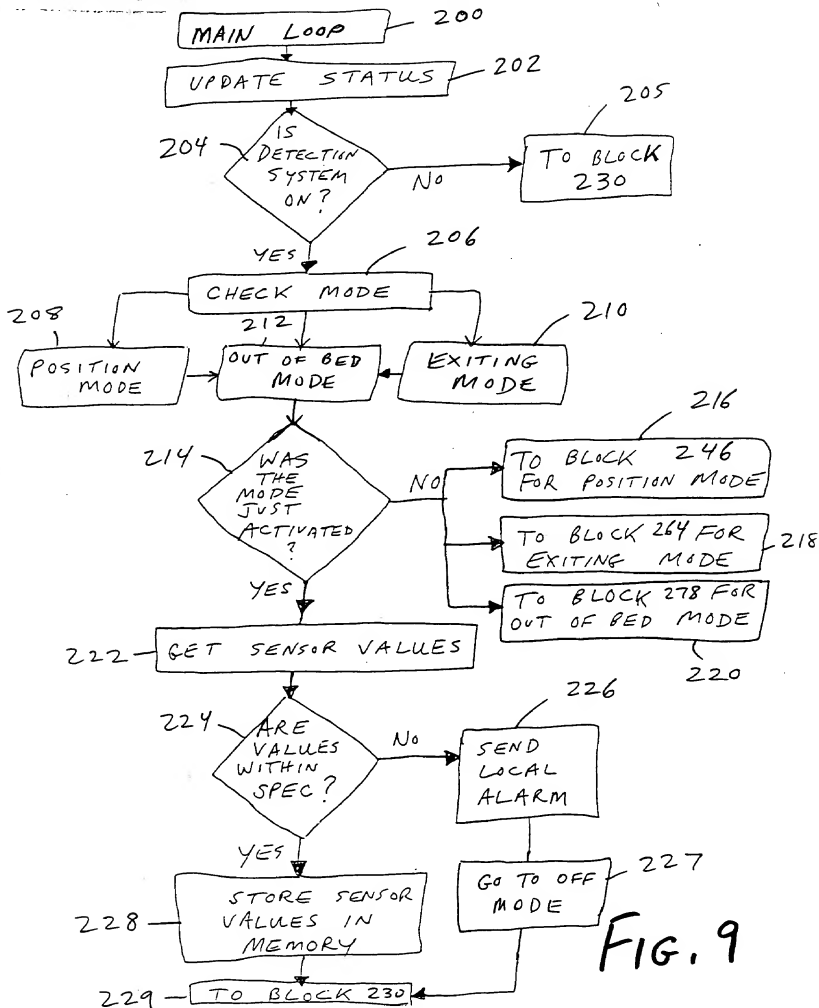 MAIN LOOP
200
UPDATE STATUS
202
204
IS
DETECTION
SYSTEM
ON?
NO
205
TO BLOCK
230
YES
206
CHECK MODE
208
POSITION
MODE
212
OUT OF BED
MODE
210
EXITING
MODE
214
WAS
THE
MODE
JUST
ACTIVATED
?
NO
216
TO BLOCK 246
FOR POSITION MODE
TO BLOCK 264 FOR
EXITING MODE
218
TO BLOCK 278 FOR
OUT OF BED MODE
220
YES
222
GET SENSOR VALUES
224
ARE
VALUES
WITHIN
SPEC?
NO
226
SEND
LOCAL
ALARM
YES
227
GO TO OFF
MODE
228
STORE SENSOR
VALUES IN
MEMORY
229
TO BLOCK 230
FIG. 9